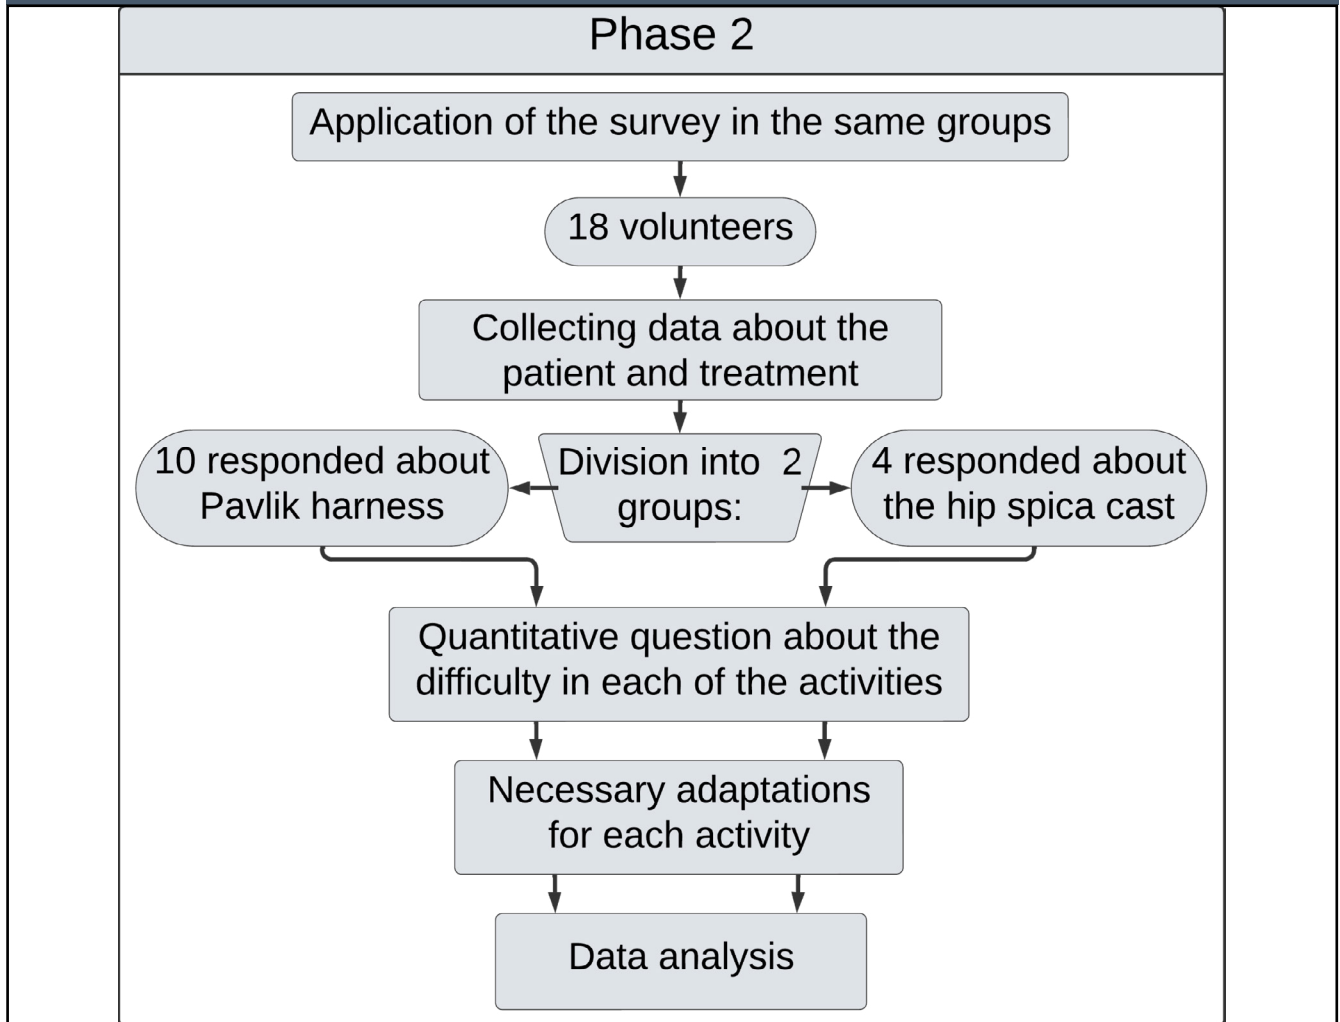 Phase 2
Application of the survey in the same groups
18 volunteers
Collecting data about the
patient and treatment
Division into  2
groups:
10 responded about
Pavlik harness
4 responded about
the hip spica cast
Quantitative question about the
difficulty in each of the activities
Necessary adaptations
for each activity
Data analysis